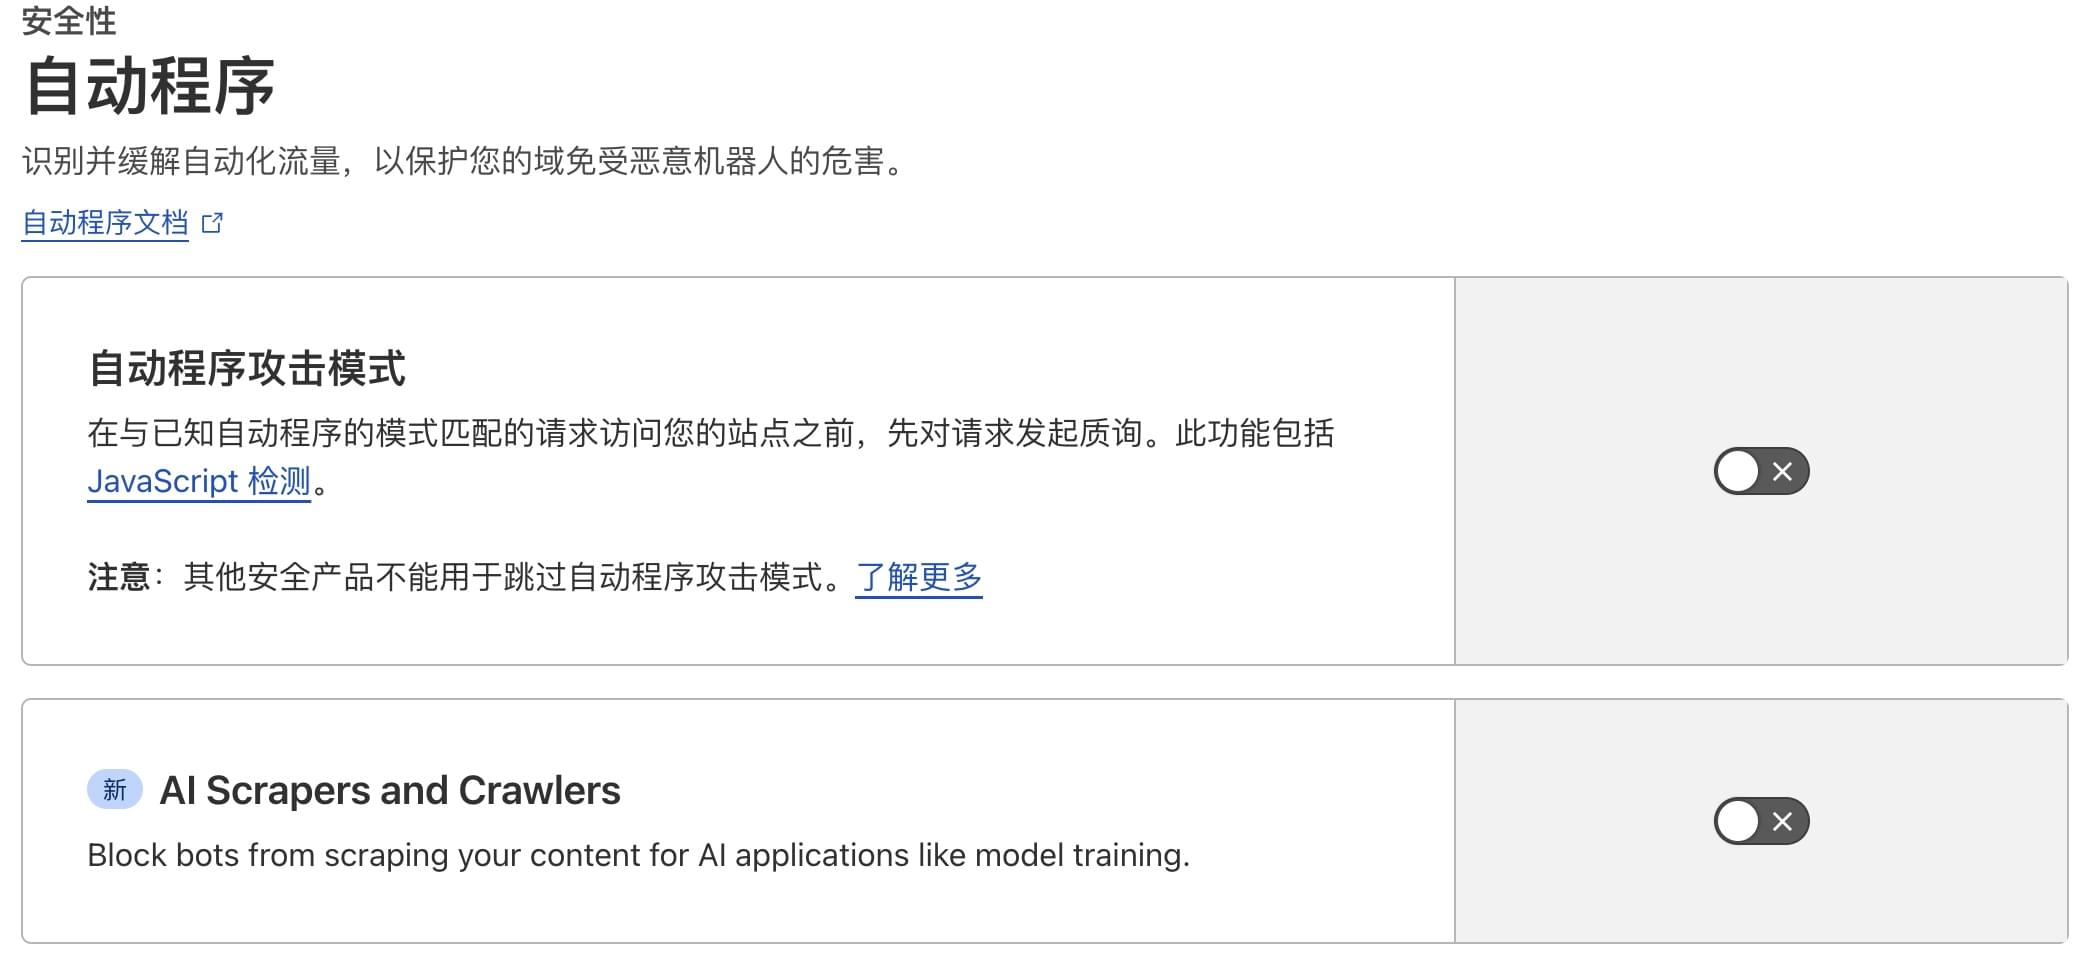 安全性
自动程序
识别并缓解自动化流量，以保护您的域免受恶意机器人的危害。
自动程序文档
自动程序攻击模式
在与已知自动程序的模式匹配的请求访问您的站点之前，先对请求发起质询。此功能包括
JavaScript 检测。
注意：其他安全产品不能用于跳过自动程序攻击模式。了解更多
新 AI Scrapers and Crawlers
Block bots from scraping your content for AI applications like model training.